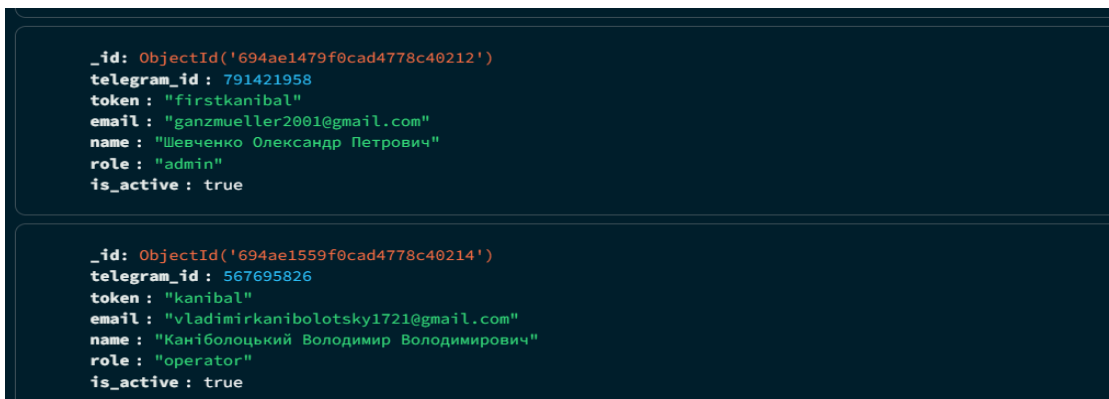 _id: ObjectId('694ae1479f0cad4778c40212')
telegram_id : 791421958
token : "firstkanibal"
email : "ganzmueller2001@gmail.com"
name : "Шевченко Олександр Петрович"
role : "admin"
is_active : true
_id: ObjectId('694ae1559f0cad4778c40214')
telegram_id : 567695826
token : "kanibal"
email : "vladimirkanibolotsky1721@gmail.com"
name : "Каніболоцький Володимир Володимирович"
role : "operator"
is_active : true